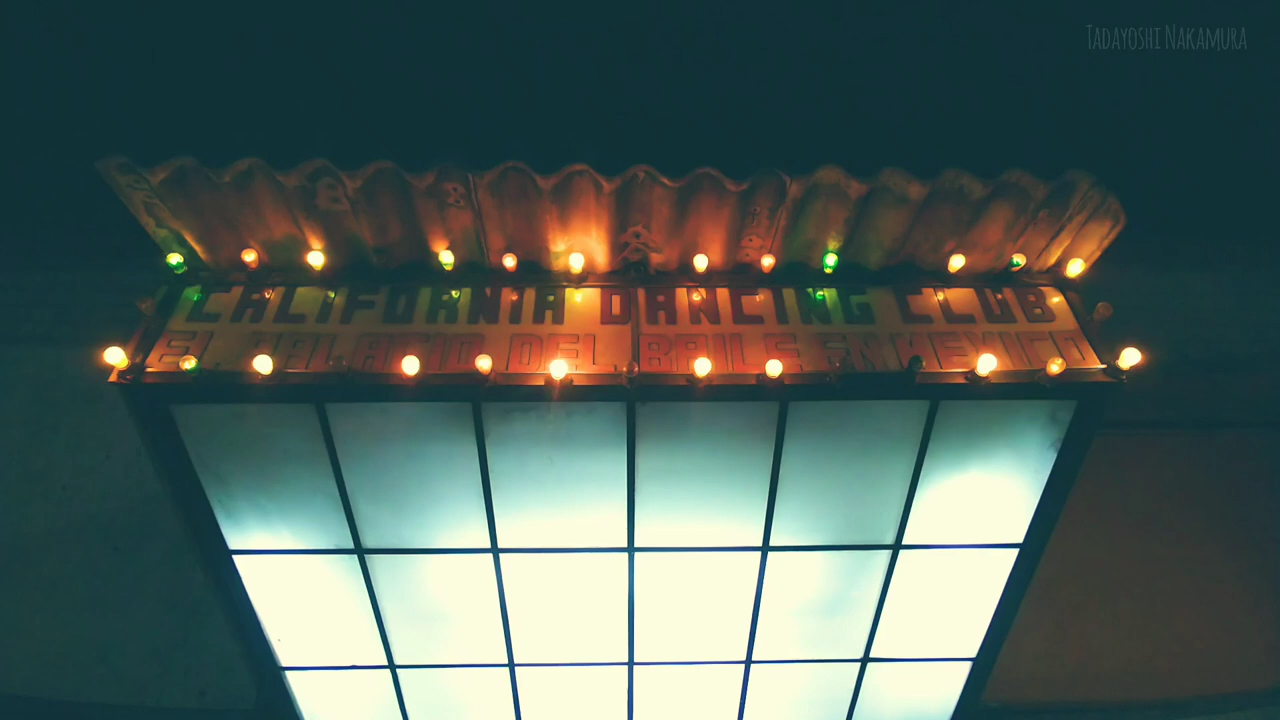 TADAYOSHI NAKAMURA
CALIFORNIA DANCING CLUB
EL PALACIO DEL BAILE EN MEXICO